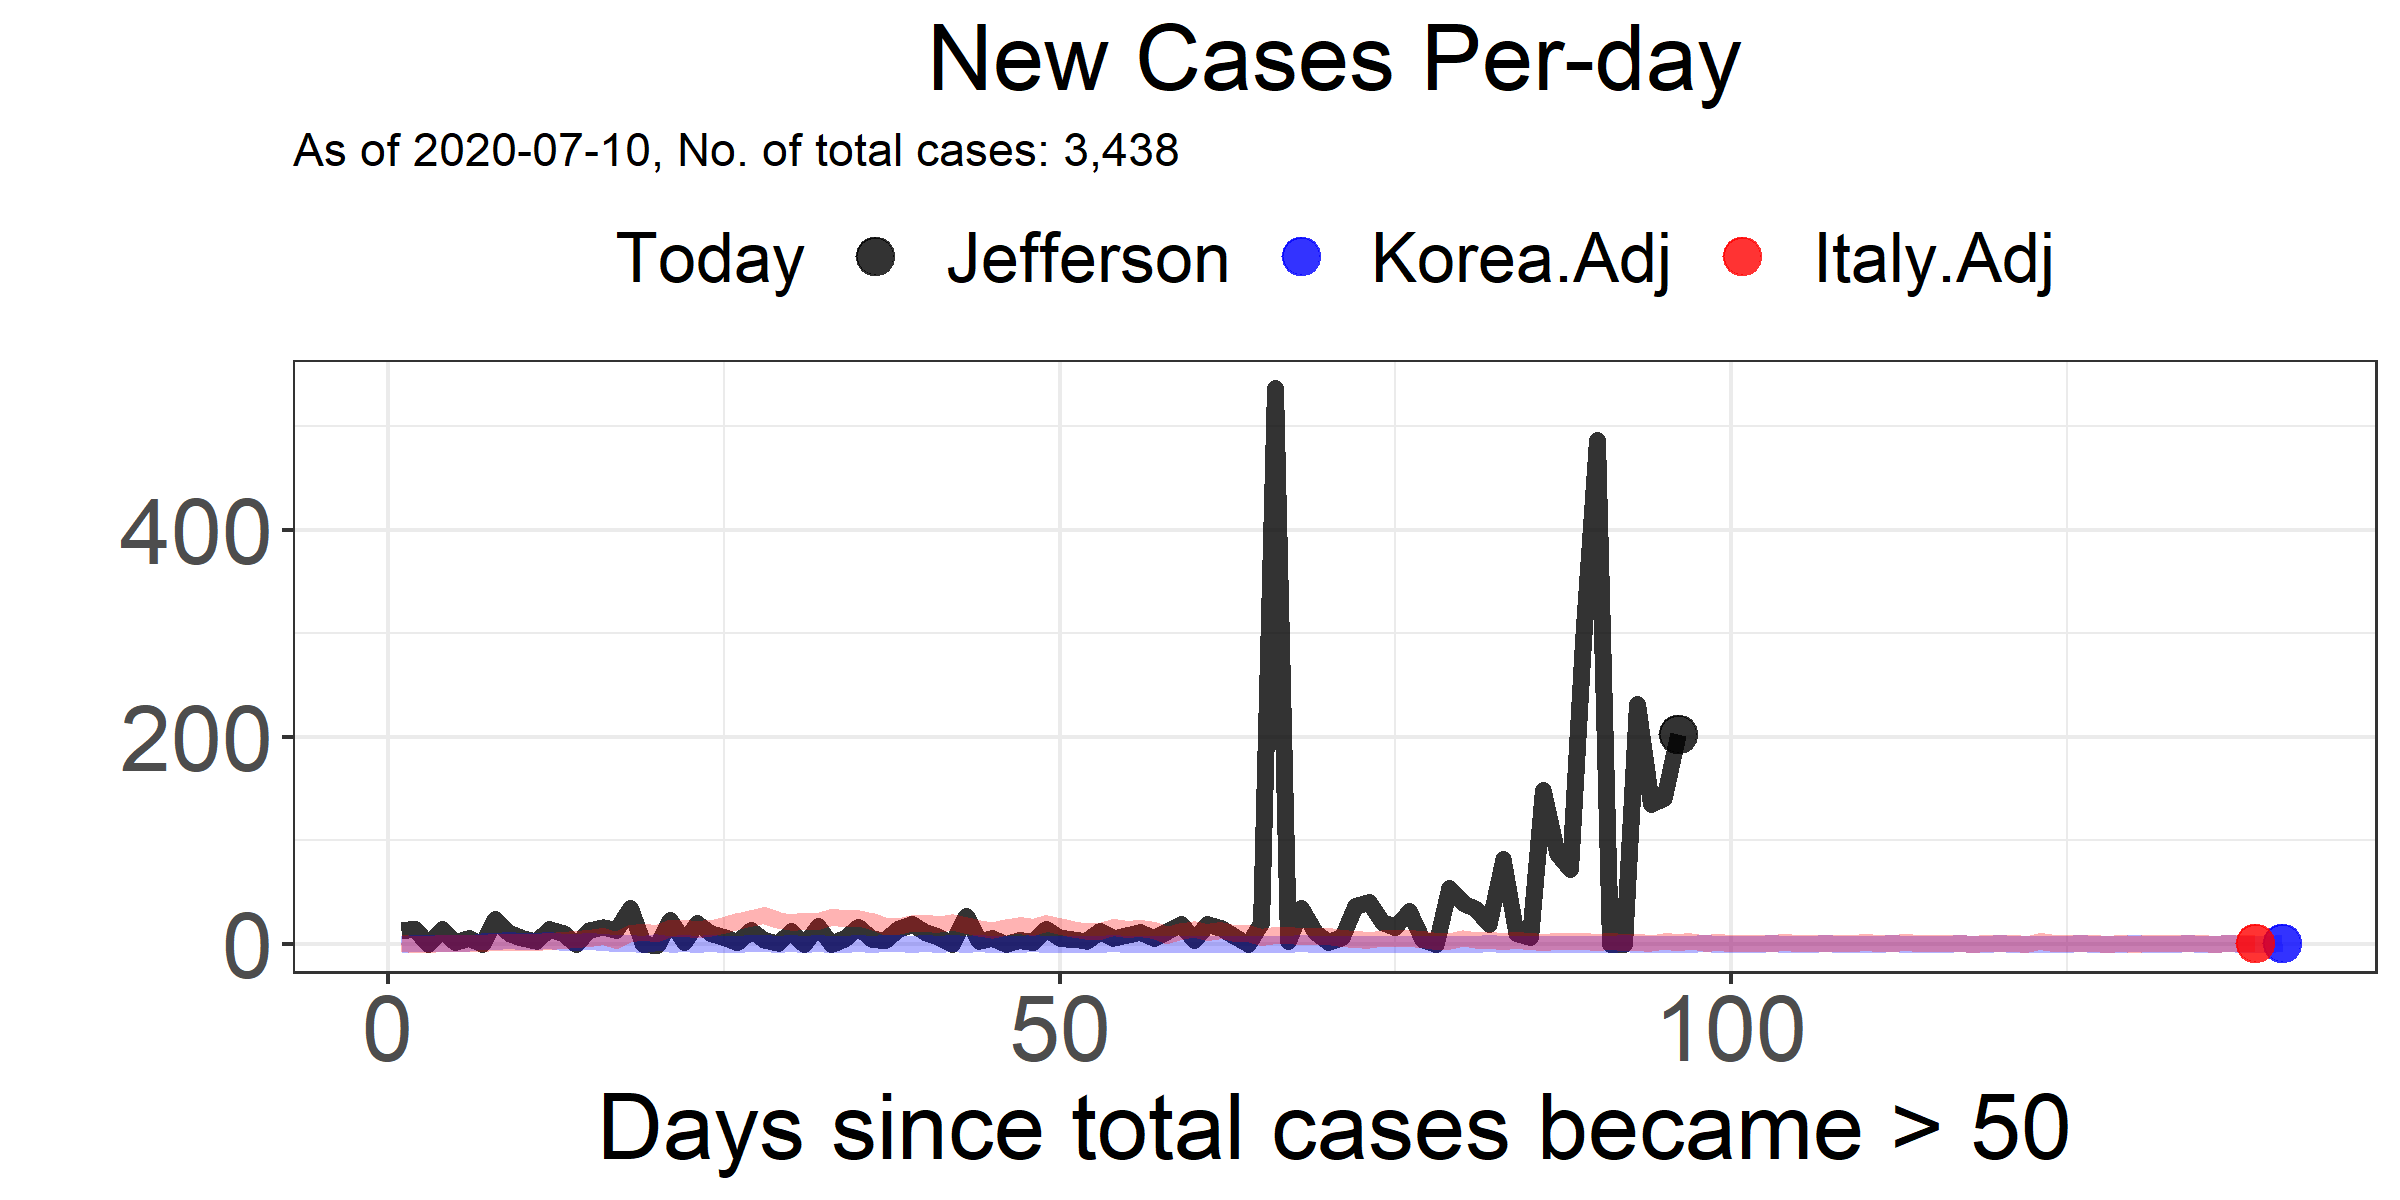 New Cases Per-day
As of 2020-07-10, No. of total cases: 3,438
Today Jefferson Korea.Adj Italy.Adj
400
200
0
0 50 100
Days since total cases became > 50